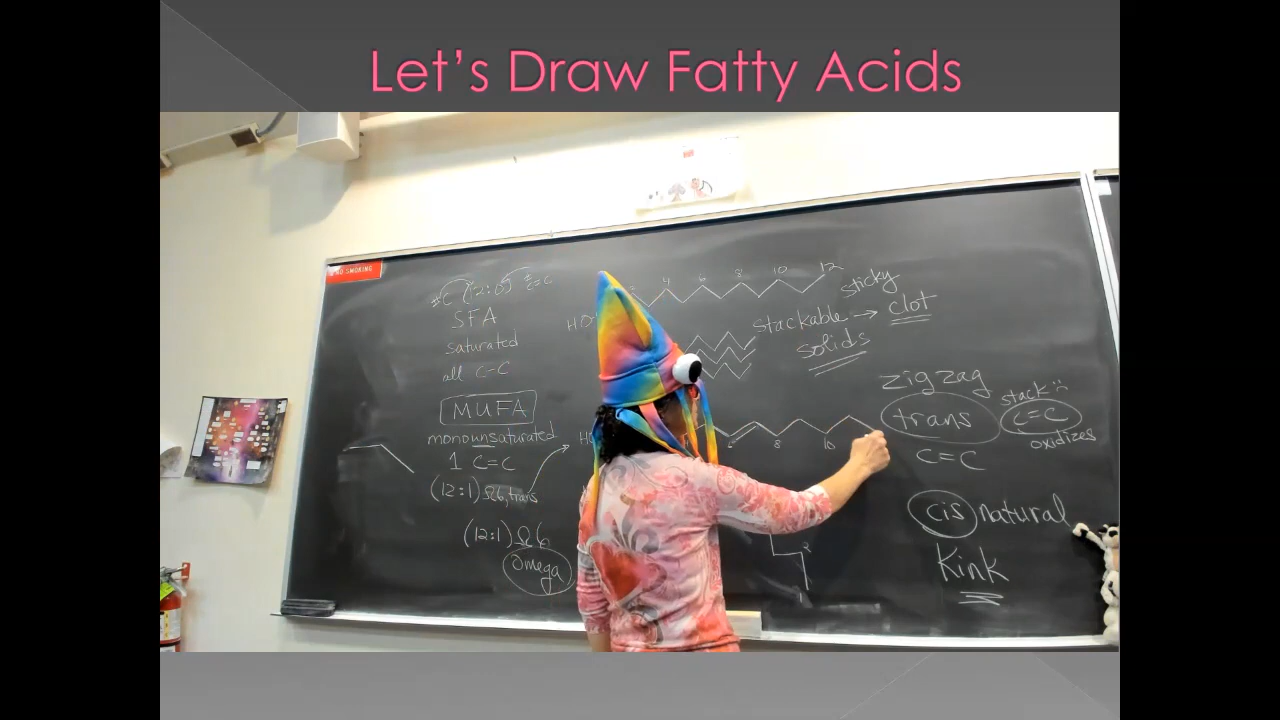 Let's Draw Fatty Acids
NO SMOKING
#C (12:0) #C=C
SFA
saturated
all C-C
MUFA
monounsaturated
1 C=C
(12:1) Ω6, trans
(12:1) Ω6
Omega
4 6 8 10 12
HO
stackable → sticky clot
solids
8 10
zigzag
trans
C=C
stack
C=C
oxidizes
cis natural
Kink
2
1